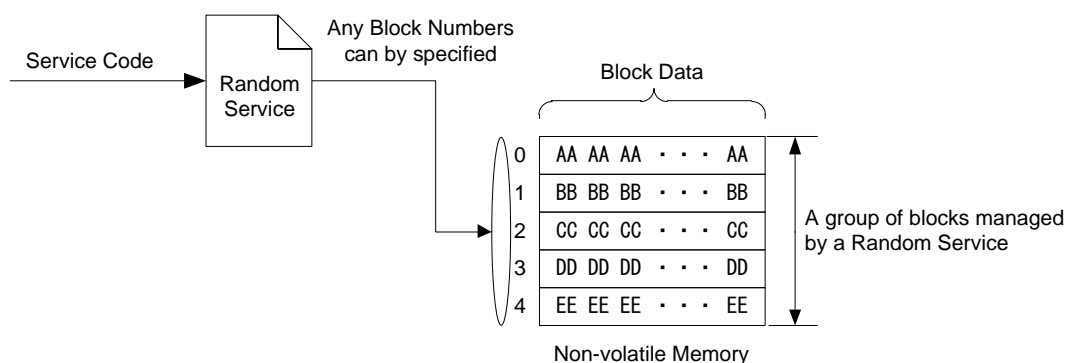 Any Block Numbers
can by specified
Service Code
Random
Service
Block Data
0 AA AA AA ・ ・ ・ AA
1 BB BB BB ・ ・ ・ BB
2 CC CC CC ・ ・ ・ CC
3 DD DD DD ・ ・ ・ DD
4 EE EE EE ・ ・ ・ EE
A group of blocks managed
by a Random Service
Non-volatile Memory